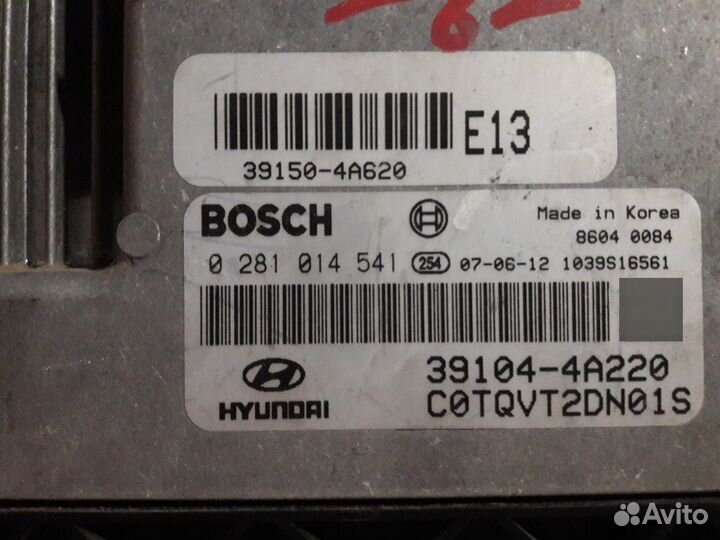 62
E13
39150-4A620
BOSCH
Made in Korea
8604 0084
0 281 014 541 254 07-06-12 1039S16561
39104-4A220
HYUNDAI
C0TQVT2DN01S
Avito